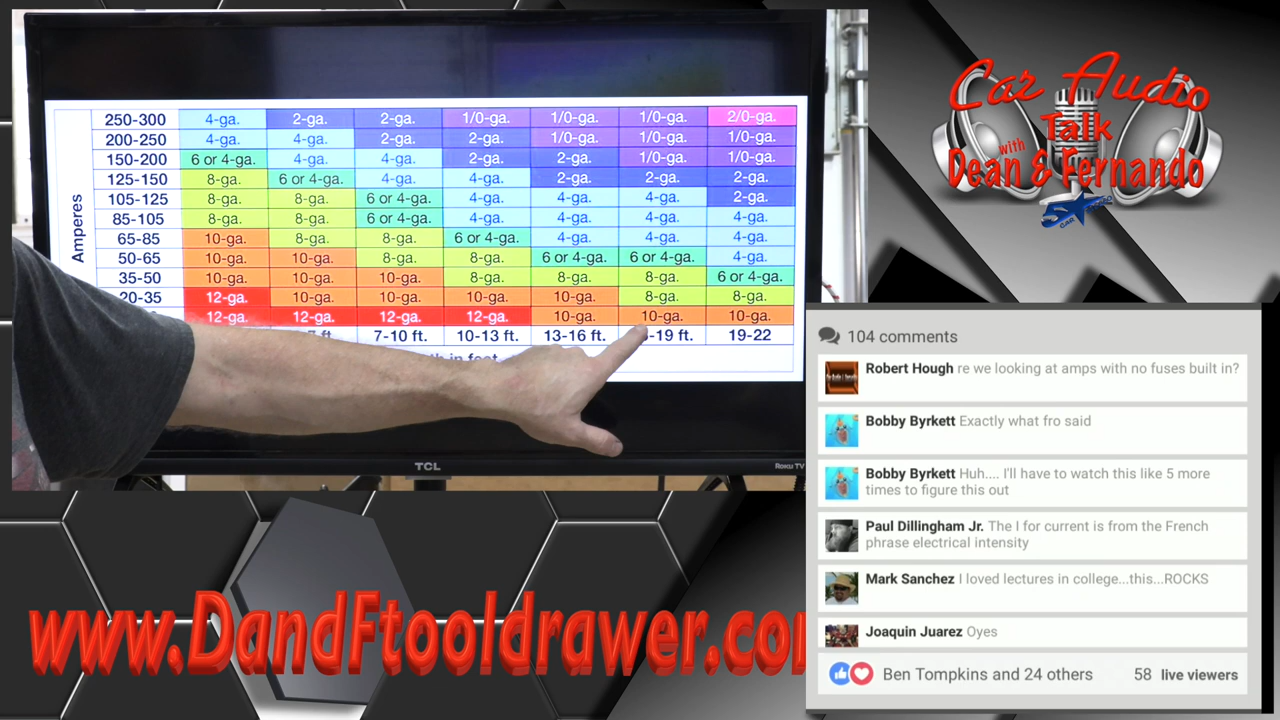 250-300 4-ga. 2-ga. 2-ga. 1/0-ga. 1/0-ga. 1/0-ga. 2/0-ga.
200-250 4-ga. 4-ga. 2-ga. 2-ga. 1/0-ga. 1/0-ga. 1/0-ga.
150-200 6 or 4-ga. 4-ga. 4-ga. 2-ga. 2-ga. 1/0-ga. 1/0-ga.
125-150 8-ga. 6 or 4-ga. 4-ga. 4-ga. 2-ga. 2-ga. 2-ga.
105-125 8-ga. 8-ga. 6 or 4-ga. 4-ga. 4-ga. 4-ga. 2-ga.
85-105 8-ga. 8-ga. 6 or 4-ga. 4-ga. 4-ga. 4-ga. 4-ga.
65-85 10-ga. 8-ga. 8-ga. 6 or 4-ga. 4-ga. 4-ga. 4-ga.
50-65 10-ga. 10-ga. 8-ga. 8-ga. 6 or 4-ga. 6 or 4-ga. 4-ga.
35-50 10-ga. 10-ga. 10-ga. 8-ga. 8-ga. 8-ga. 6 or 4-ga.
20-35 12-ga. 10-ga. 10-ga. 10-ga. 10-ga. 8-ga. 8-ga.
12-ga. 12-ga. 12-ga. 12-ga. 10-ga. 10-ga. 10-ga.
ft. 7-10 ft. 10-13 ft. 13-16 ft. -19 ft. 19-22
in feet
Amperes
TCL
Roku TV
Car Audio
Talk
with
Dean & Fernando
104 comments
Robert Hough re we looking at amps with no fuses built in?
Bobby Byrkett Exactly what fro said
Bobby Byrkett Huh.... I'll have to watch this like 5 more
times to figure this out
Paul Dillingham Jr. The I for current is from the French
phrase electrical intensity
Mark Sanchez I loved lectures in college...this...ROCKS
Joaquin Juarez Oyes
Ben Tompkins and 24 others 58 live viewers
www.DandFtooldrawer.co